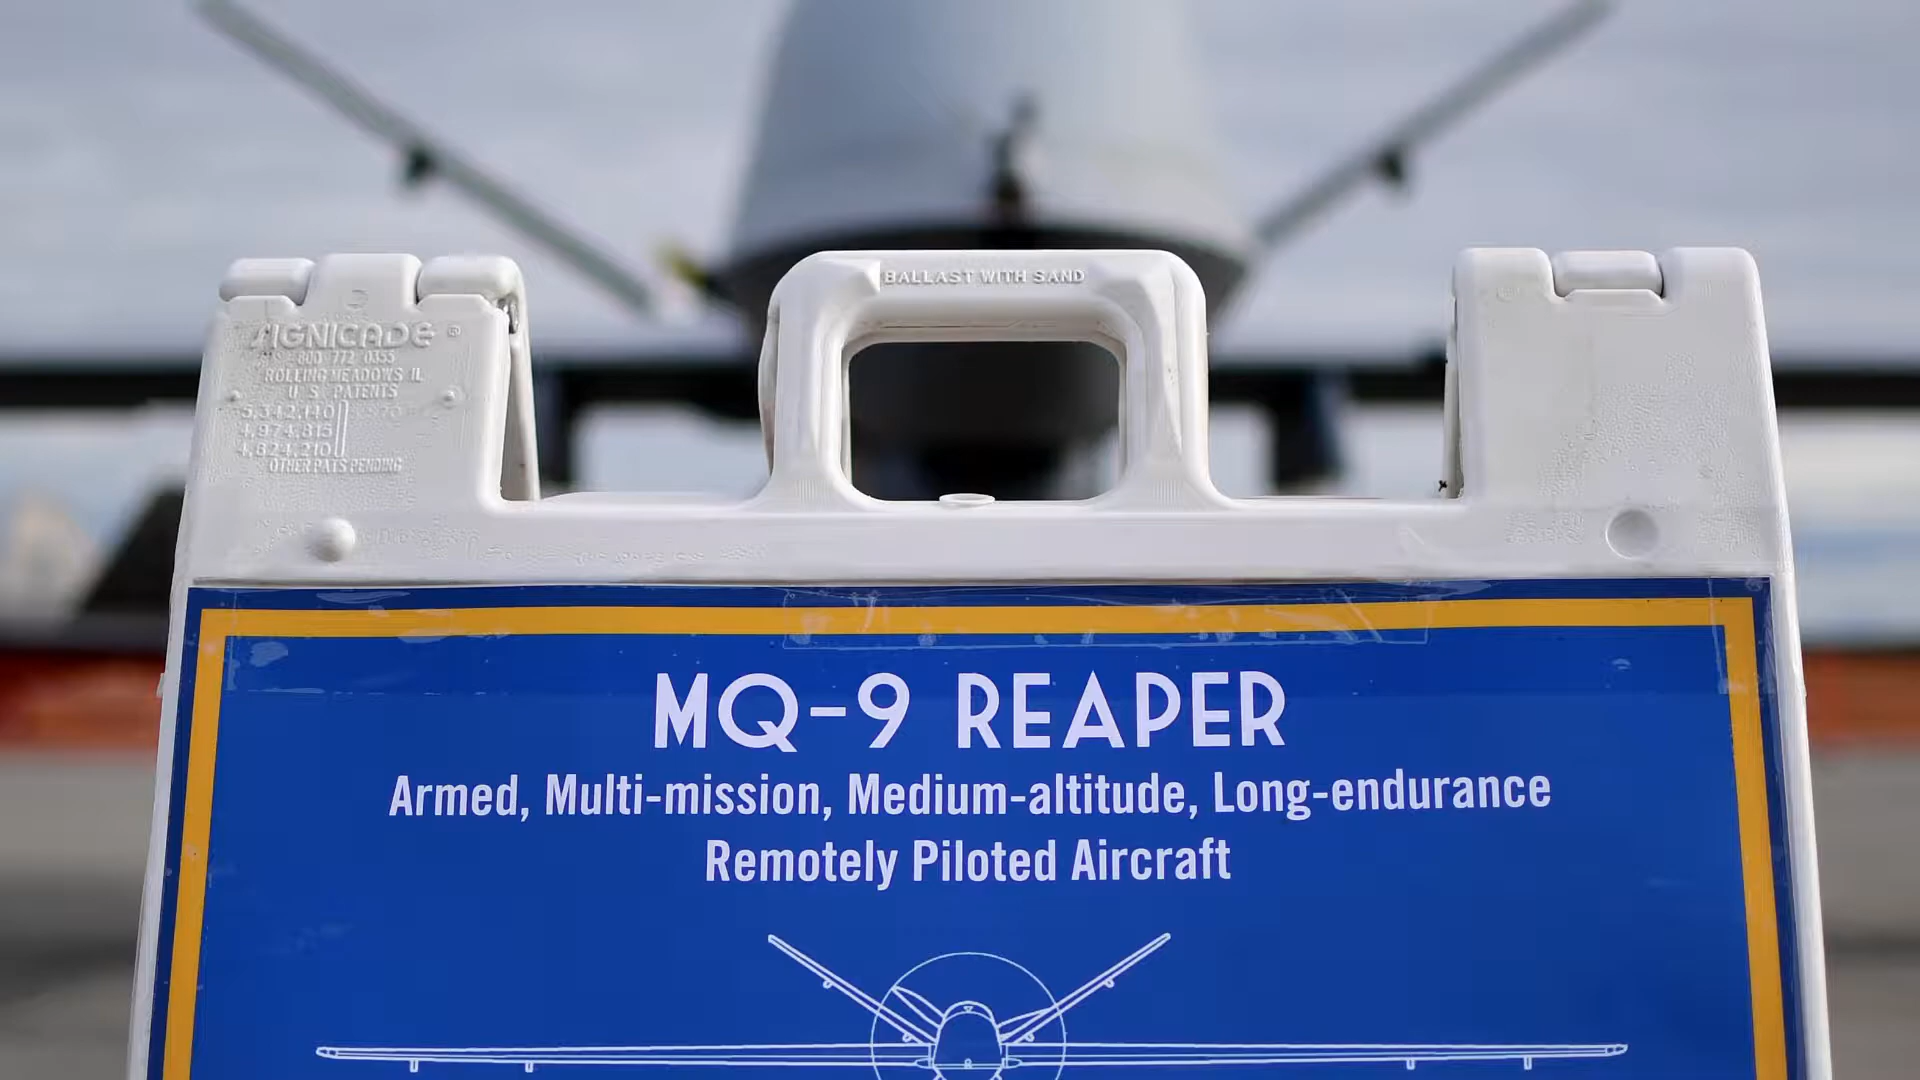 BALLAST WITH SAND
SIGNICADE ®
800 772 0355
ROLLING MEADOWS IL
U S PATENTS
5,342,140
4,974,815
4,824,210
OTHER PATS PENDING
MQ-9 REAPER
Armed, Multi-mission, Medium-altitude, Long-endurance
Remotely Piloted Aircraft